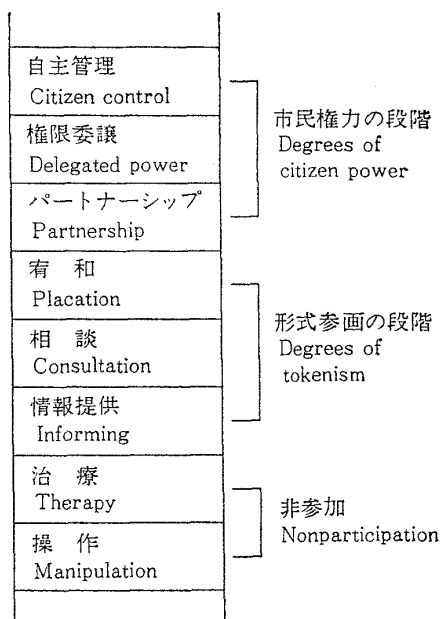 自主管理
Citizen control
権限委譲
Delegated power
パートナーシップ
Partnership
宥和
Placation
相談
Consultation
情報提供
Informing
治療
Therapy
操作
Manipulation
市民権力の段階
Degrees of
citizen power
形式参画の段階
Degrees of
tokenism
非参加
Nonparticipation